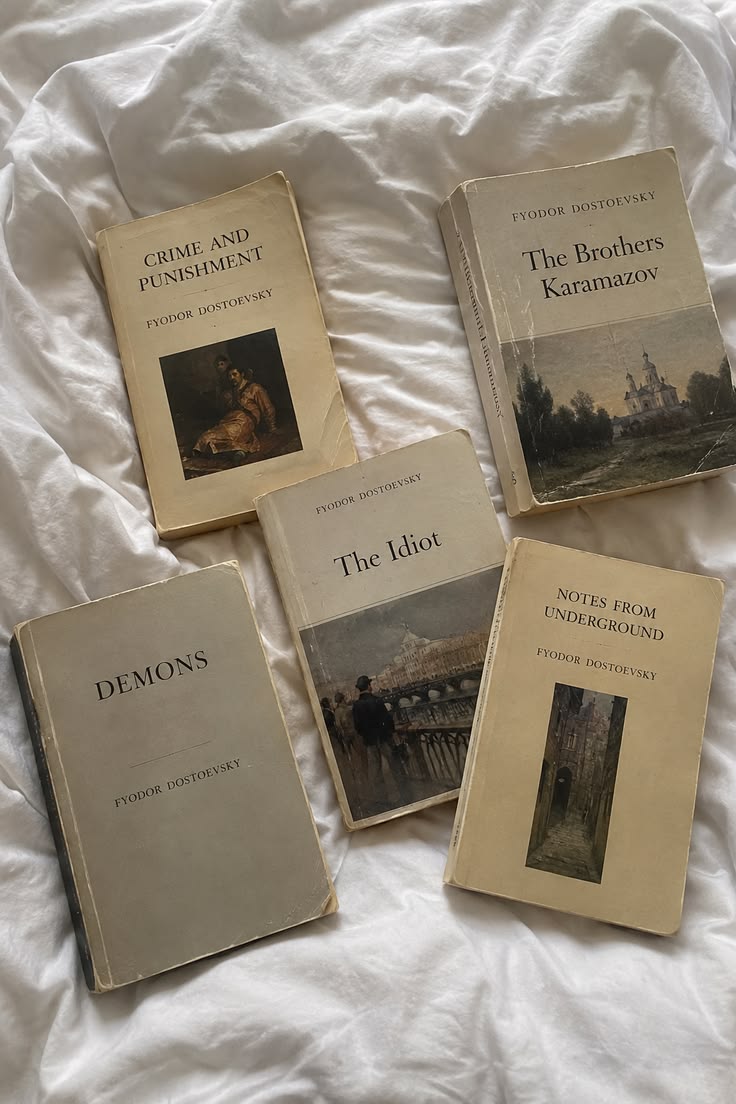 CRIME AND
PUNISHMENT
FYODOR DOSTOEVSKY
FYODOR DOSTOEVSKY
The Brothers
Karamazov
FYODOR DOSTOEVSKY
The Idiot
DEMONS
FYODOR DOSTOEVSKY
NOTES FROM
UNDERGROUND
FYODOR DOSTOEVSKY